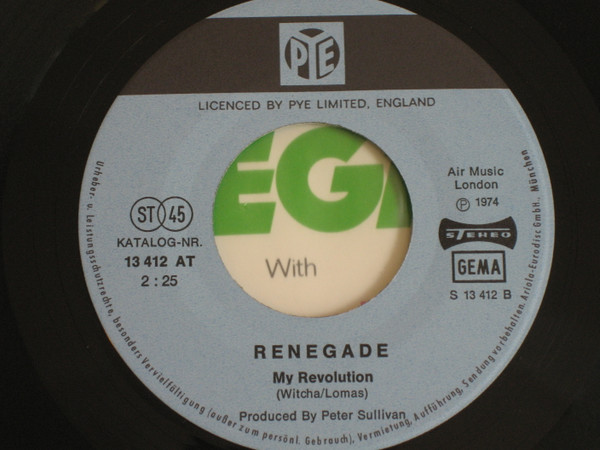 PYE
LICENCED BY PYE LIMITED, ENGLAND
EG
With
ST 45
KATALOG-NR.
13 412 AT
2 : 25
Air Music
London
Ⓟ 1974
STEREO
GEMA
S 13 412 B
RENEGADE
My Revolution
(Witcha/Lomas)
Produced By Peter Sullivan
Urheber- u. Leistungsschutzrechte, besonders Vervielfältigung (außer zum persönl. Gebrauch), Vermietung, Aufführung, Sendung vorbehalten. Ariola-Eurodisc GmbH., München